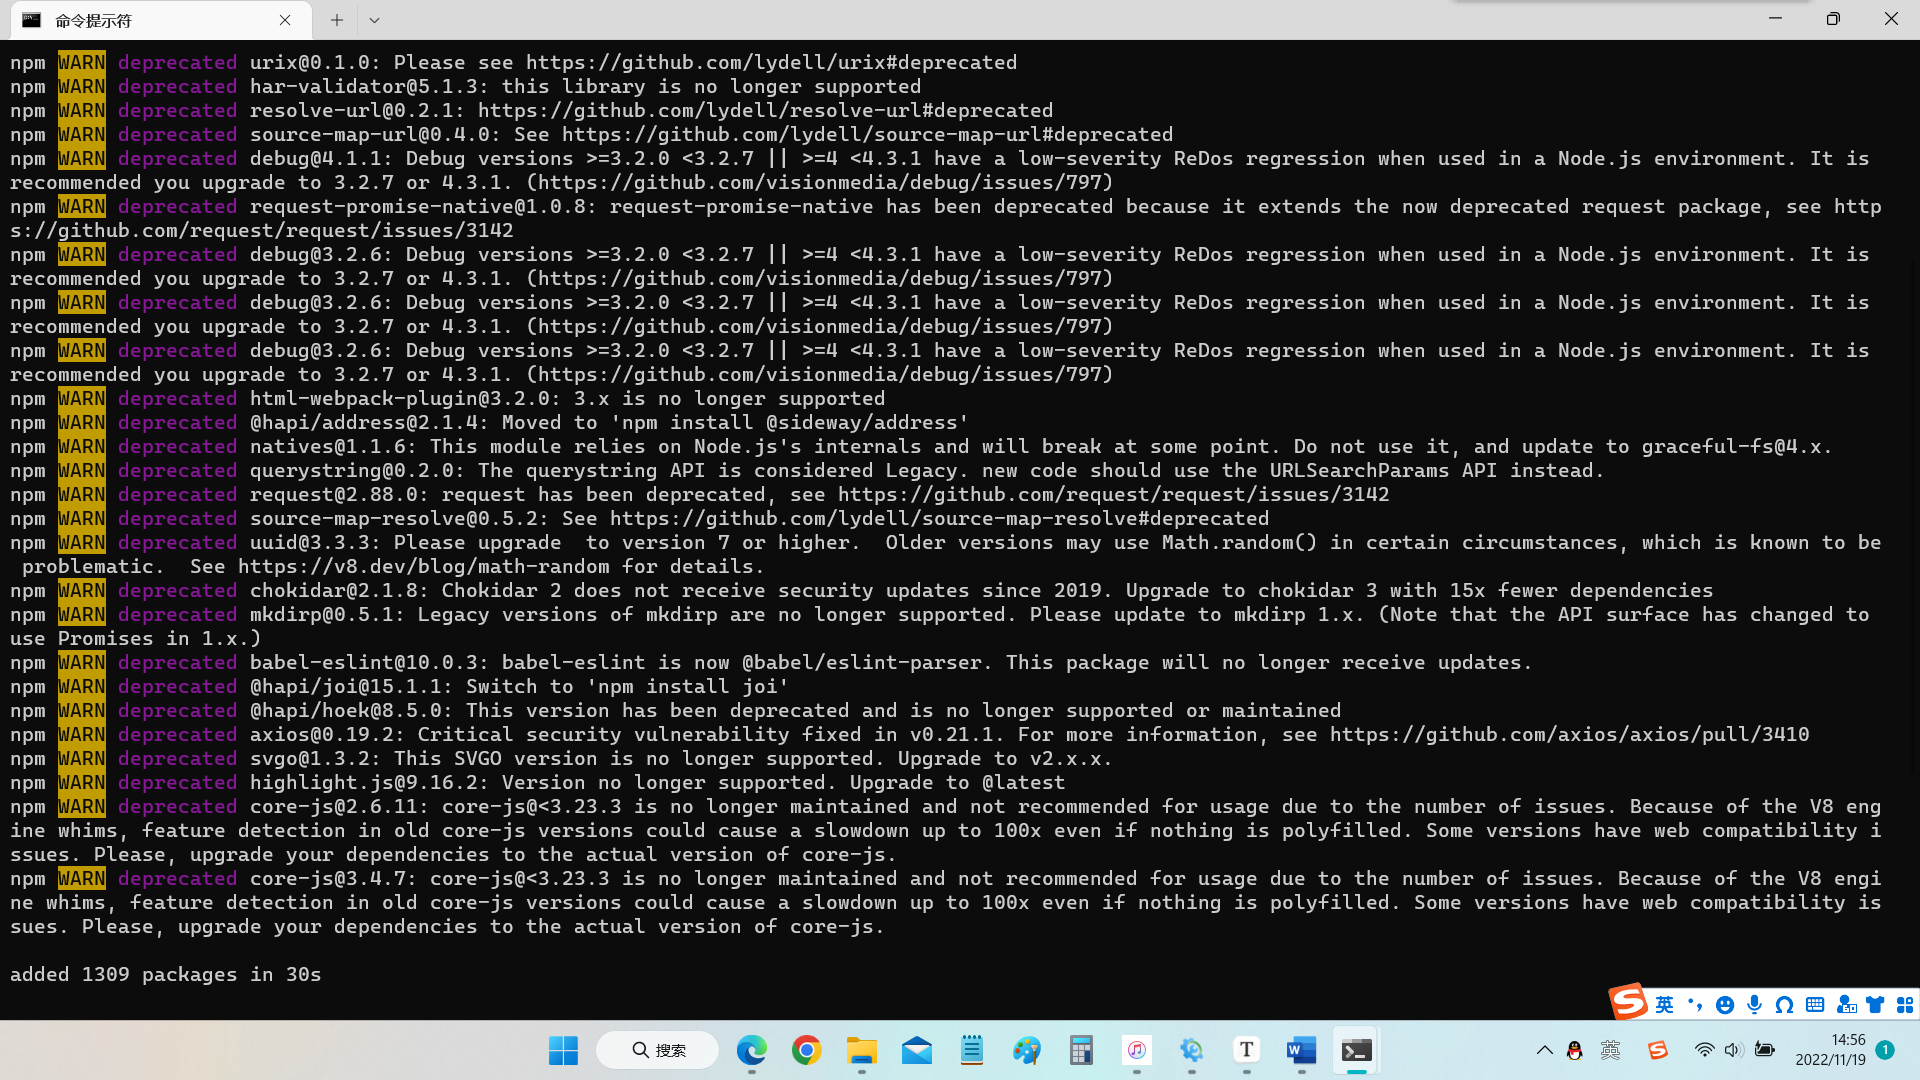 命令提示符
npm WARN deprecated urix@0.1.0: Please see https://github.com/lydell/urix#deprecated
npm WARN deprecated har-validator@5.1.3: this library is no longer supported
npm WARN deprecated resolve-url@0.2.1: https://github.com/lydell/resolve-url#deprecated
npm WARN deprecated source-map-url@0.4.0: See https://github.com/lydell/source-map-url#deprecated
npm WARN deprecated debug@4.1.1: Debug versions >=3.2.0 <3.2.7 || >=4 <4.3.1 have a low-severity ReDos regression when used in a Node.js environment. It is
recommended you upgrade to 3.2.7 or 4.3.1. (https://github.com/visionmedia/debug/issues/797)
npm WARN deprecated request-promise-native@1.0.8: request-promise-native has been deprecated because it extends the now deprecated request package, see http
s://github.com/request/request/issues/3142
npm WARN deprecated debug@3.2.6: Debug versions >=3.2.0 <3.2.7 || >=4 <4.3.1 have a low-severity ReDos regression when used in a Node.js environment. It is
recommended you upgrade to 3.2.7 or 4.3.1. (https://github.com/visionmedia/debug/issues/797)
npm WARN deprecated debug@3.2.6: Debug versions >=3.2.0 <3.2.7 || >=4 <4.3.1 have a low-severity ReDos regression when used in a Node.js environment. It is
recommended you upgrade to 3.2.7 or 4.3.1. (https://github.com/visionmedia/debug/issues/797)
npm WARN deprecated debug@3.2.6: Debug versions >=3.2.0 <3.2.7 || >=4 <4.3.1 have a low-severity ReDos regression when used in a Node.js environment. It is
recommended you upgrade to 3.2.7 or 4.3.1. (https://github.com/visionmedia/debug/issues/797)
npm WARN deprecated html-webpack-plugin@3.2.0: 3.x is no longer supported
npm WARN deprecated @hapi/address@2.1.4: Moved to 'npm install @sideway/address'
npm WARN deprecated natives@1.1.6: This module relies on Node.js's internals and will break at some point. Do not use it, and update to graceful-fs@4.x.
npm WARN deprecated querystring@0.2.0: The querystring API is considered Legacy. new code should use the URLSearchParams API instead.
npm WARN deprecated request@2.88.0: request has been deprecated, see https://github.com/request/request/issues/3142
npm WARN deprecated source-map-resolve@0.5.2: See https://github.com/lydell/source-map-resolve#deprecated
npm WARN deprecated uuid@3.3.3: Please upgrade  to version 7 or higher.  Older versions may use Math.random() in certain circumstances, which is known to be
 problematic.  See https://v8.dev/blog/math-random for details.
npm WARN deprecated chokidar@2.1.8: Chokidar 2 does not receive security updates since 2019. Upgrade to chokidar 3 with 15x fewer dependencies
npm WARN deprecated mkdirp@0.5.1: Legacy versions of mkdirp are no longer supported. Please update to mkdirp 1.x. (Note that the API surface has changed to
use Promises in 1.x.)
npm WARN deprecated babel-eslint@10.0.3: babel-eslint is now @babel/eslint-parser. This package will no longer receive updates.
npm WARN deprecated @hapi/joi@15.1.1: Switch to 'npm install joi'
npm WARN deprecated @hapi/hoek@8.5.0: This version has been deprecated and is no longer supported or maintained
npm WARN deprecated axios@0.19.2: Critical security vulnerability fixed in v0.21.1. For more information, see https://github.com/axios/axios/pull/3410
npm WARN deprecated svgo@1.3.2: This SVGO version is no longer supported. Upgrade to v2.x.x.
npm WARN deprecated highlight.js@9.16.2: Version no longer supported. Upgrade to @latest
npm WARN deprecated core-js@2.6.11: core-js@<3.23.3 is no longer maintained and not recommended for usage due to the number of issues. Because of the V8 eng
ine whims, feature detection in old core-js versions could cause a slowdown up to 100x even if nothing is polyfilled. Some versions have web compatibility i
ssues. Please, upgrade your dependencies to the actual version of core-js.
npm WARN deprecated core-js@3.4.7: core-js@<3.23.3 is no longer maintained and not recommended for usage due to the number of issues. Because of the V8 engi
ne whims, feature detection in old core-js versions could cause a slowdown up to 100x even if nothing is polyfilled. Some versions have web compatibility is
sues. Please, upgrade your dependencies to the actual version of core-js.
added 1309 packages in 30s
英
搜索
英
14:56
2022/11/19
1